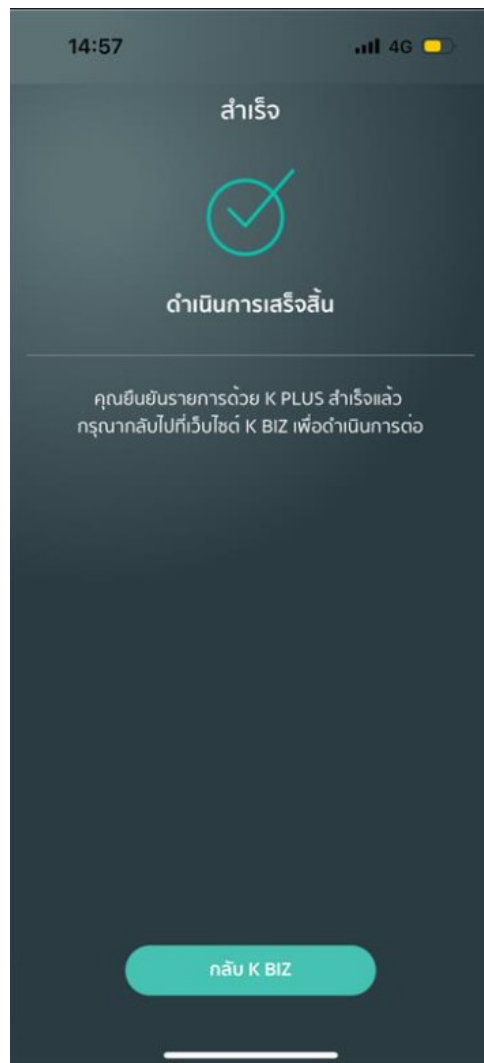 14:57 4G
สำเร็จ
ดำเนินการเสร็จสิ้น
คุณยืนยันรายการด้วย K PLUS สำเร็จแล้ว
กรุณากลับไปที่เว็บไซต์ K BIZ เพื่อดำเนินการต่อ
กลับ K BIZ